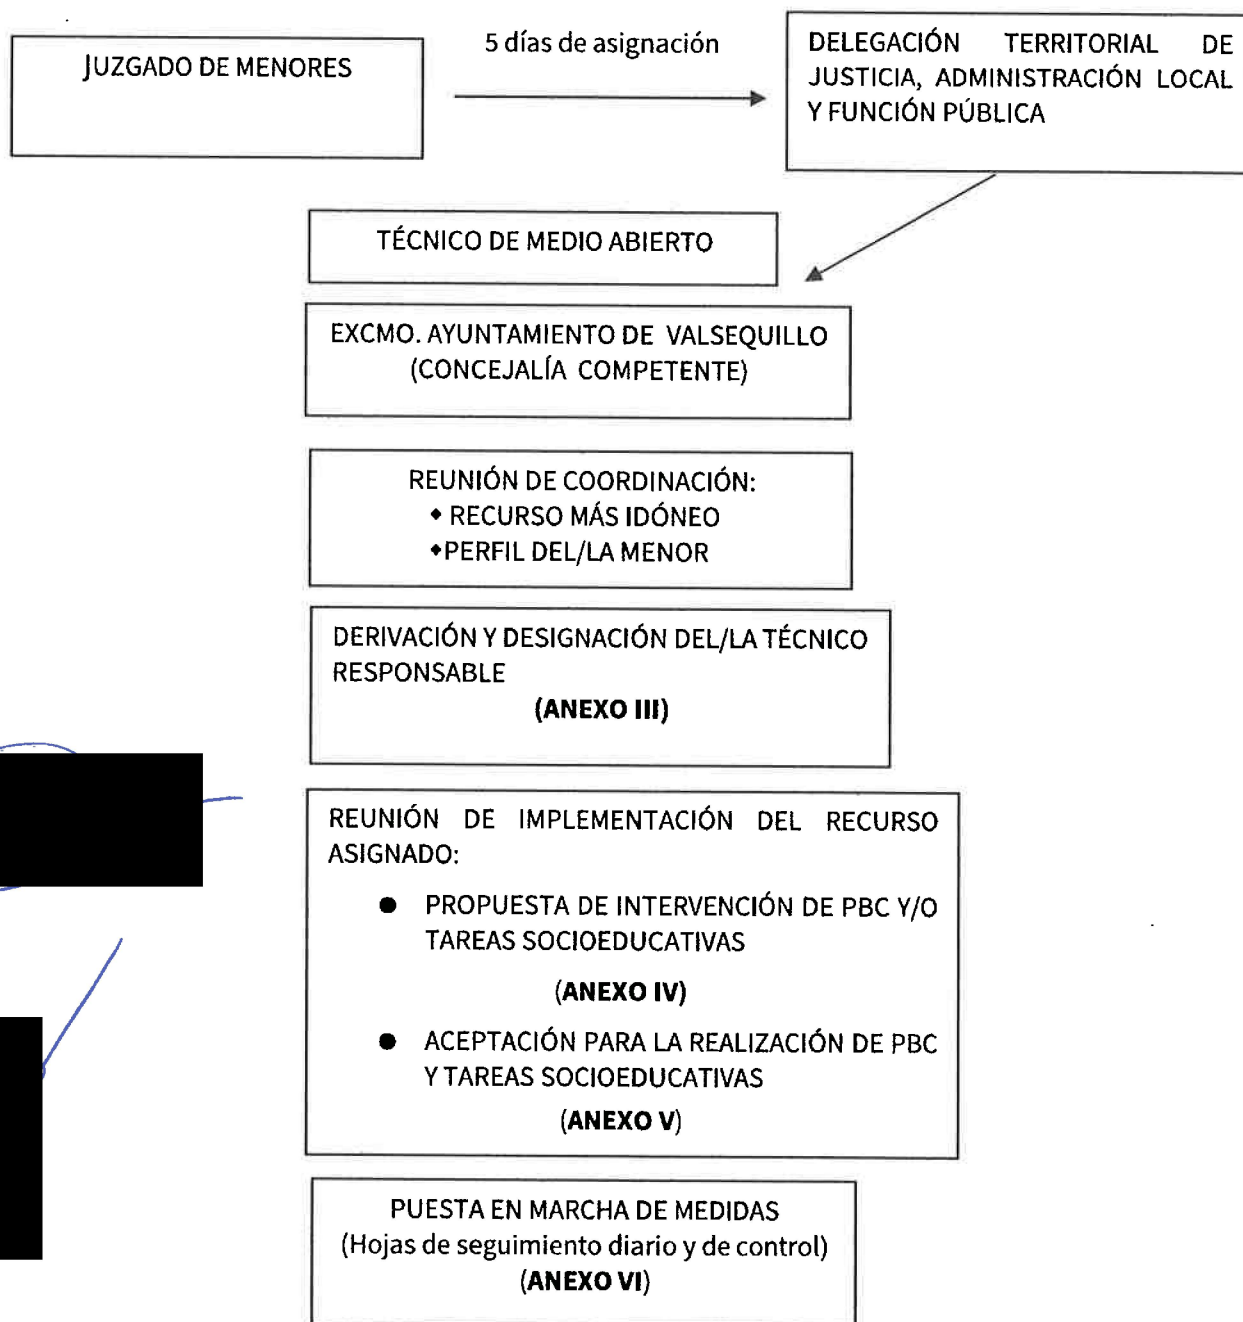 JUZGADO DE MENORES
5 días de asignación
DELEGACIÓN TERRITORIAL DE
JUSTICIA, ADMINISTRACIÓN LOCAL
Y FUNCIÓN PÚBLICA
TÉCNICO DE MEDIO ABIERTO
EXCMO. AYUNTAMIENTO DE VALSEQUILLO
(CONCEJALÍA COMPETENTE)
REUNIÓN DE COORDINACIÓN:
◆ RECURSO MÁS IDÓNEO
◆PERFIL DEL/LA MENOR
DERIVACIÓN Y DESIGNACIÓN DEL/LA TÉCNICO
RESPONSABLE
(ANEXO III)
REUNIÓN DE IMPLEMENTACIÓN DEL RECURSO
ASIGNADO:
● PROPUESTA DE INTERVENCIÓN DE PBC Y/O
TAREAS SOCIOEDUCATIVAS
(ANEXO IV)
● ACEPTACIÓN PARA LA REALIZACIÓN DE PBC
Y TAREAS SOCIOEDUCATIVAS
(ANEXO V)
PUESTA EN MARCHA DE MEDIDAS
(Hojas de seguimiento diario y de control)
(ANEXO VI)